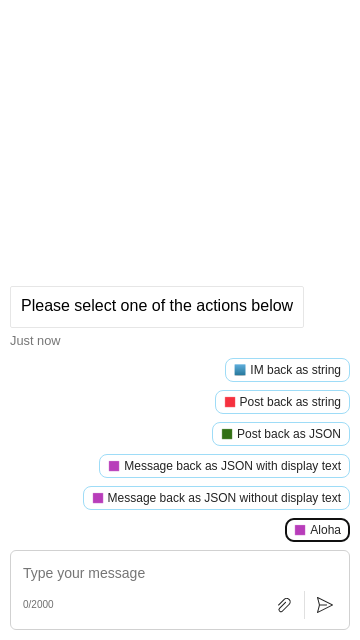 Please select one of the actions below
Just now
IM back as string
Post back as string
Post back as JSON
Message back as JSON with display text
Message back as JSON without display text
Aloha
Type your message
0/2000